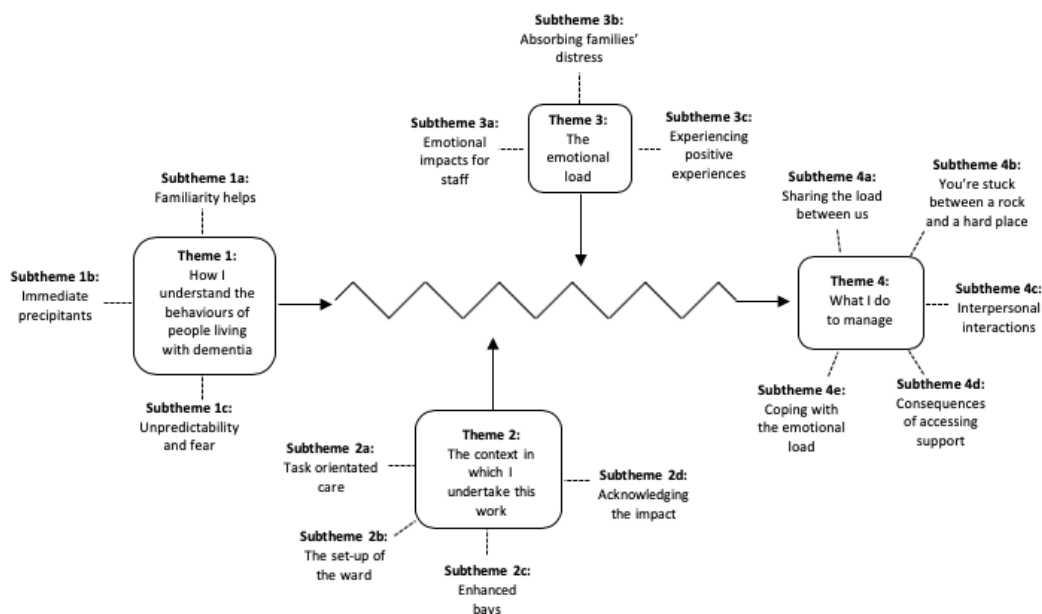 Subtheme 3b:
Absorbing families'
distress
Subtheme 3a:
Emotional
impacts for
staff
Theme 3:
The
emotional
load
Subtheme 3c:
Experiencing
positive
experiences
Subtheme 1a:
Familiarity helps
Subtheme 1b:
Immediate
precipitants
Theme 1:
How I
understand the
behaviours of
people living
with dementia
Subtheme 1c:
Unpredictability
and fear
Subtheme 4a:
Sharing the load
between us
Subtheme 4b:
You're stuck
between a rock
and a hard place
Theme 4:
What I do
to manage
Subtheme 4c:
Interpersonal
interactions
Subtheme 4e:
Coping with
the emotional
load
Subtheme 4d:
Consequences
of accessing
support
Subtheme 2a:
Task orientated
care
Theme 2:
The context in
which I
undertake this
work
Subtheme 2d:
Acknowledging
the impact
Subtheme 2b:
The set-up of
the ward
Subtheme 2c:
Enhanced
bays